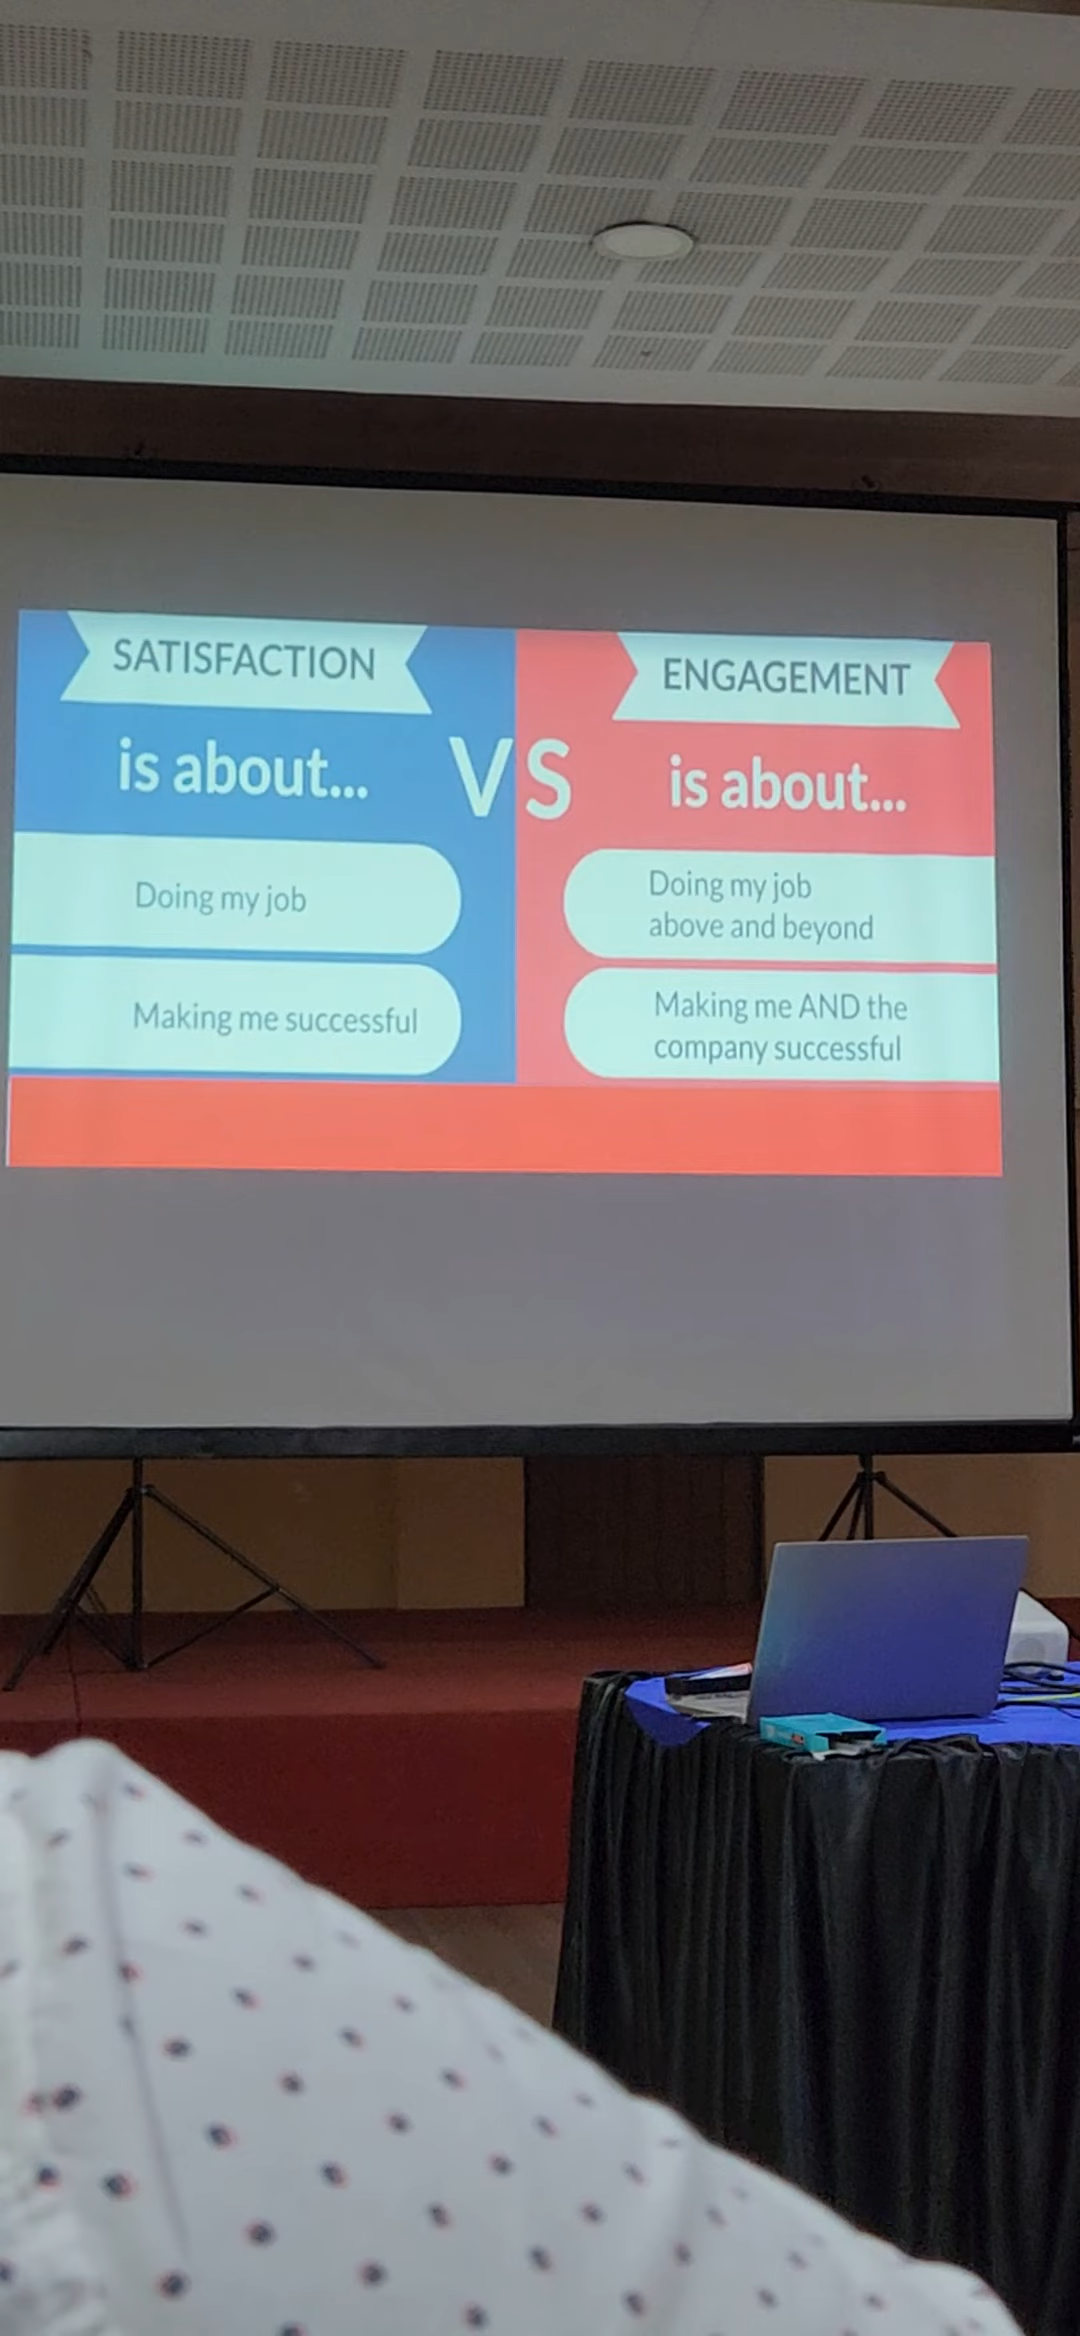 SATISFACTION
is about...
Doing my job
Making me successful
VS
ENGAGEMENT
is about...
Doing my job
above and beyond
Making me AND the
company successful